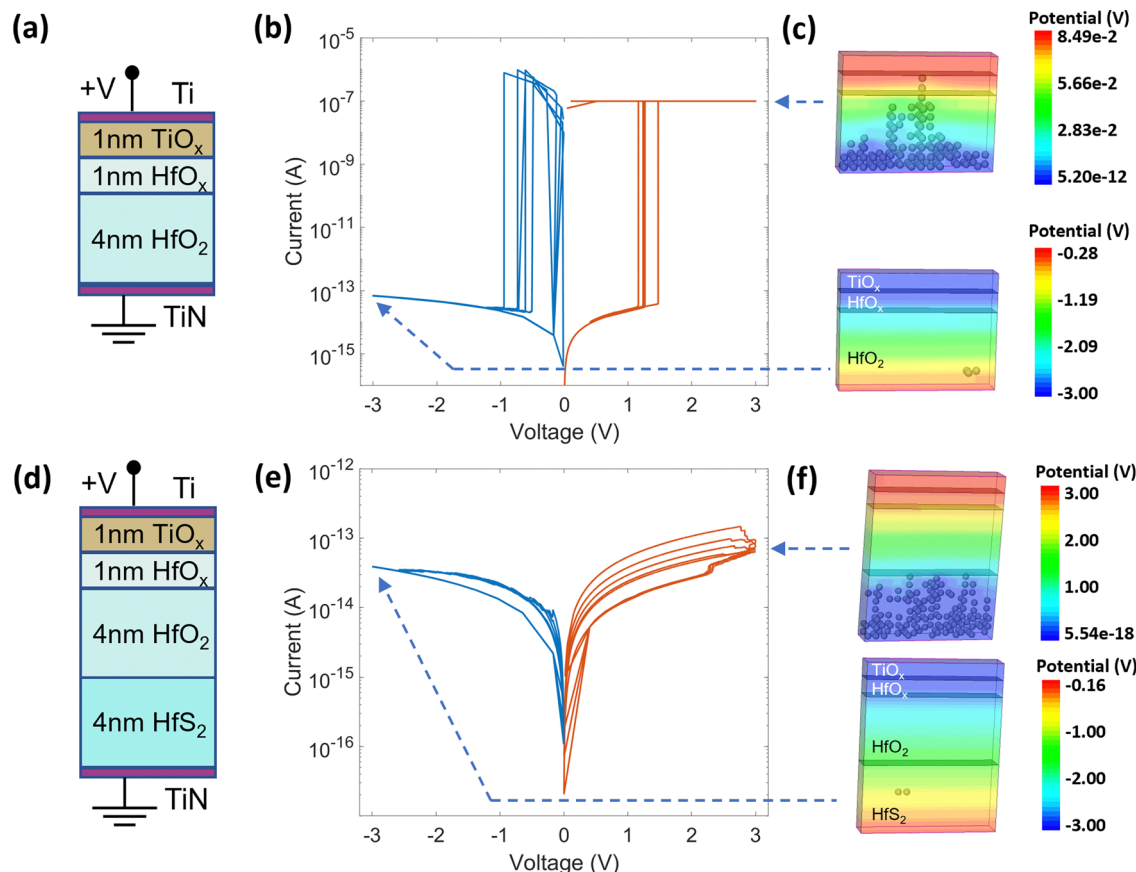 (a)
+V
Ti
1nm TiOₓ
1nm HfOₓ
4nm HfO₂
TiN
(b)
Current (A)
10⁻⁵
10⁻⁷
10⁻⁹
10⁻¹¹
10⁻¹³
10⁻¹⁵
-3 -2 -1 0 1 2 3
Voltage (V)
(c)
Potential (V)
8.49e-2
5.66e-2
2.83e-2
5.20e-12
Potential (V)
-0.28
-1.19
-2.09
-3.00
TiOₓ
HfOₓ
HfO₂
(d)
+V
Ti
1nm TiOₓ
1nm HfOₓ
4nm HfO₂
4nm HfS₂
TiN
(e)
Current (A)
10⁻¹²
10⁻¹³
10⁻¹⁴
10⁻¹⁵
10⁻¹⁶
-3 -2 -1 0 1 2 3
Voltage (V)
(f)
Potential (V)
3.00
2.00
1.00
5.54e-18
Potential (V)
-0.16
-1.00
-2.00
-3.00
TiOₓ
HfOₓ
HfO₂
HfS₂